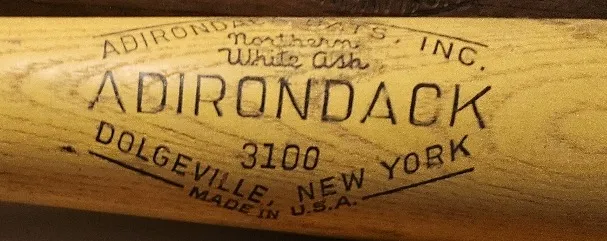 ADIRONDACK BATS, INC.
Northern
White Ash
ADIRONDACK
3100
DOLGEVILLE, NEW YORK
MADE IN U.S.A.